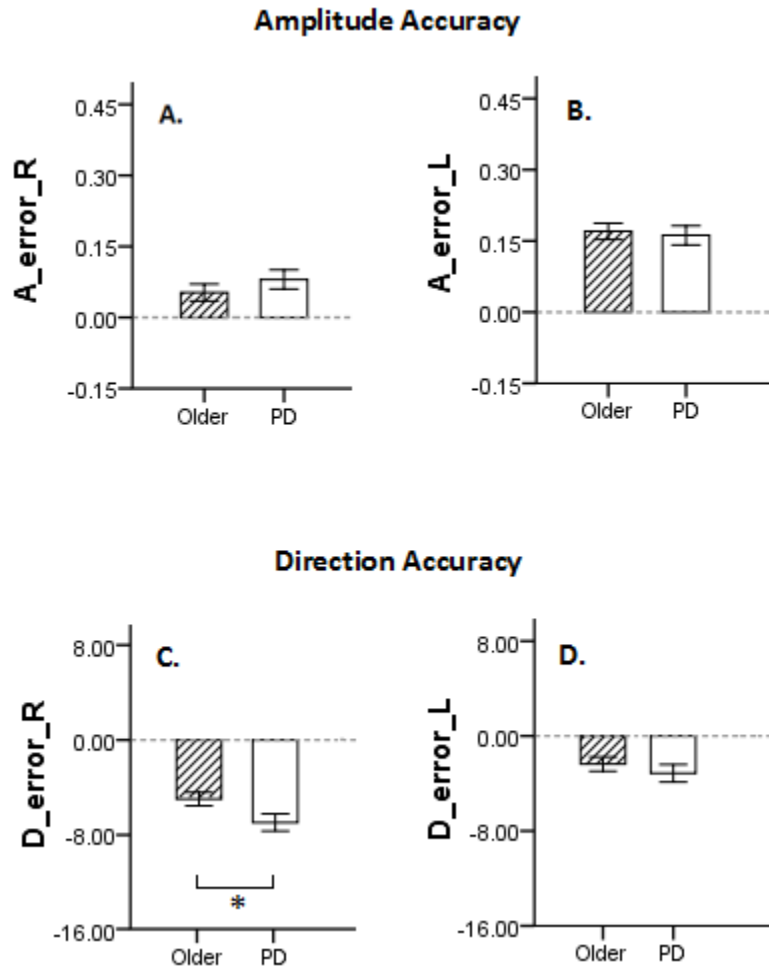 Amplitude Accuracy
A.
A_error_R
0.45
0.30
0.15
0.00
-0.15
Older PD
B.
A_error_L
0.45
0.30
0.15
0.00
-0.15
Older PD
Direction Accuracy
C.
D_error_R
8.00
0.00
-8.00
-16.00
*
Older PD
D.
D_error_L
8.00
0.00
-8.00
-16.00
Older PD